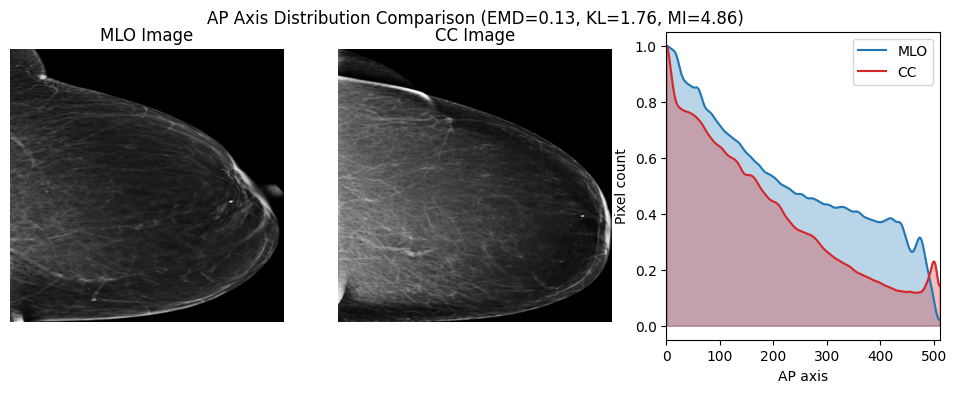 AP Axis Distribution Comparison (EMD=0.13, KL=1.76, MI=4.86)
MLO Image
CC Image
MLO
CC
Pixel count
1.0
0.8
0.6
0.4
0.2
0.0
0 100 200 300 400 500
AP axis